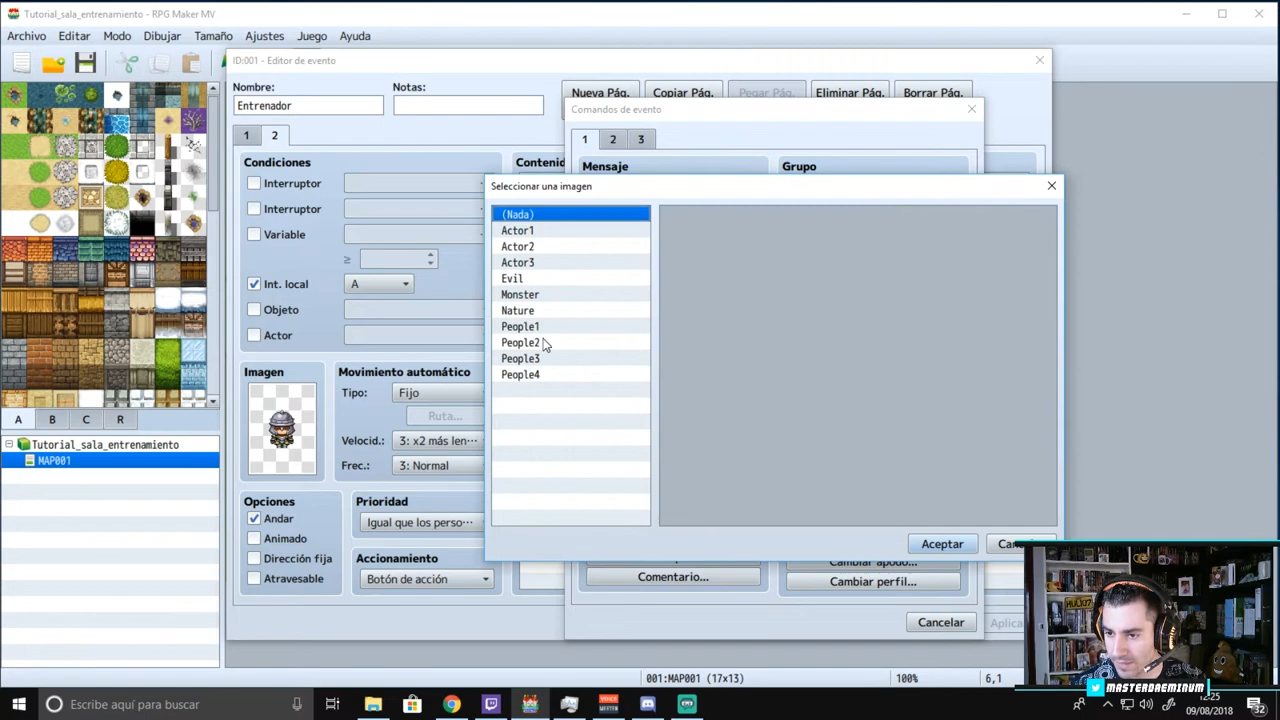 Tutorial_sala_entrenamiento - RPG Maker MV
Archivo Editar Modo Dibujar Tamaño Ajustes Juego Ayuda
ID:001 - Editor de evento
Nombre: Notas:
Entrenador
Nueva Pág. Copiar Pág. Pegar Pág. Eliminar Pág. Borrar Pág.
Comandos de evento
1 2
1 2 3
Condiciones
Contenid
Mensaje Grupo
Interruptor
Interruptor
Variable
≥
Int. local A
Objeto
Actor
Seleccionar una imagen
(Nada)
Actor1
Actor2
Actor3
Evil
Monster
Nature
People1
People2
People3
People4
Aceptar
Imagen
Movimiento automático
Tipo: Fijo
Ruta...
Velocid.: 3: x2 más len···
Frec.: 3: Normal
Opciones
Andar
Animado
Dirección fija
Atravesable
Prioridad
Igual que los perso···
Accionamiento
Botón de acción
Comentario...
Cambiar apodo...
Cambiar perfil...
Cancelar
A B C R
Tutorial_sala_entrenamiento
MAP001
001:MAP001 (17x13) 100% 6,1
MASTERDAEMINUM
Escribe aquí para buscar
12:25
09/08/2018
32